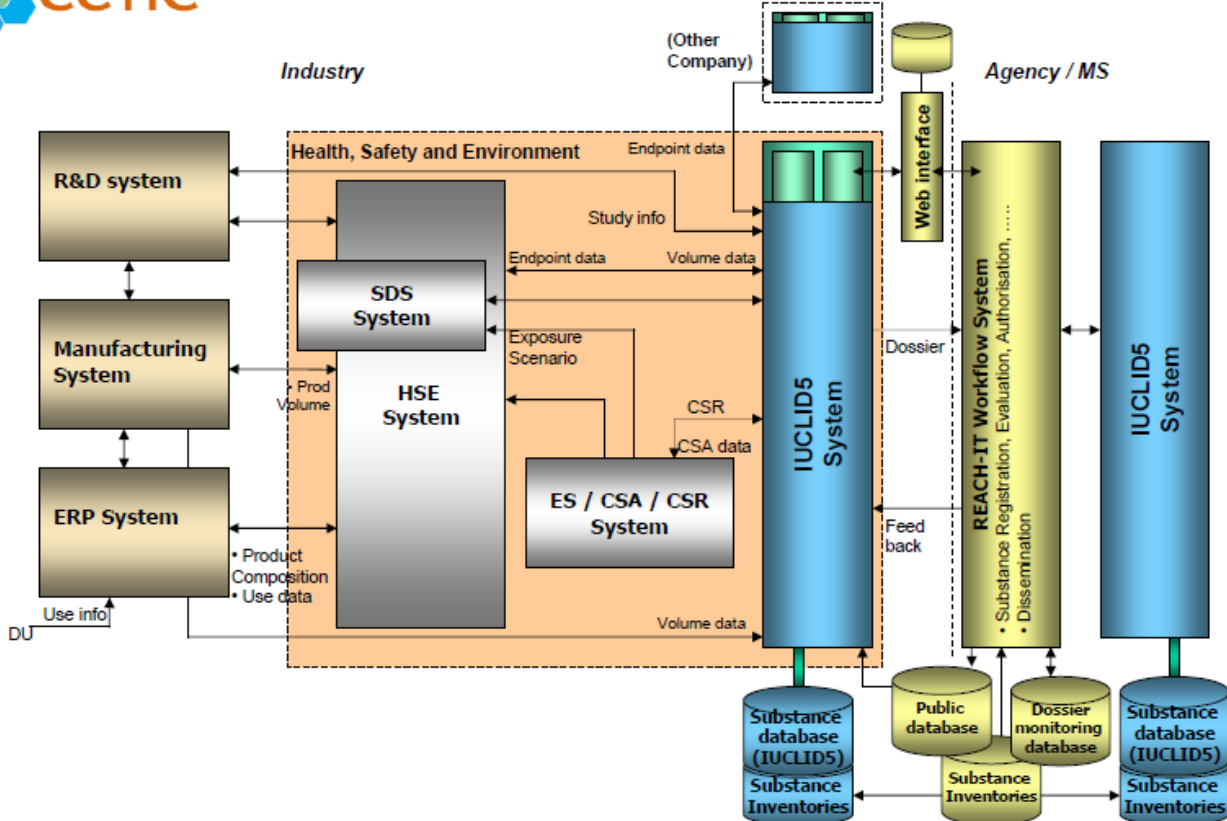 (Other
Company)
Industry
Agency / MS
Health, Safety and Environment
Endpoint data
Web interface
R&D system
Study info
Endpoint data
Volume data
SDS
System
Exposure
Scenario
Manufacturing
System
• Prod
Volume
HSE
System
Dossier
CSR
CSA data
IUCLID5
System
REACH-IT Workflow System
• Substance Registration, Evaluation, Authorisation, .....
• Dissemination
IUCLID5
System
ERP System
ES / CSA / CSR
System
Feed
back
• Product
Composition
• Use data
Use info
DU
Volume data
Public
database
Dossier
monitoring
database
Substance
database
(IUCLID5)
Substance
Inventories
Substance
Inventories
Substance
database
(IUCLID5)
Substance
Inventories